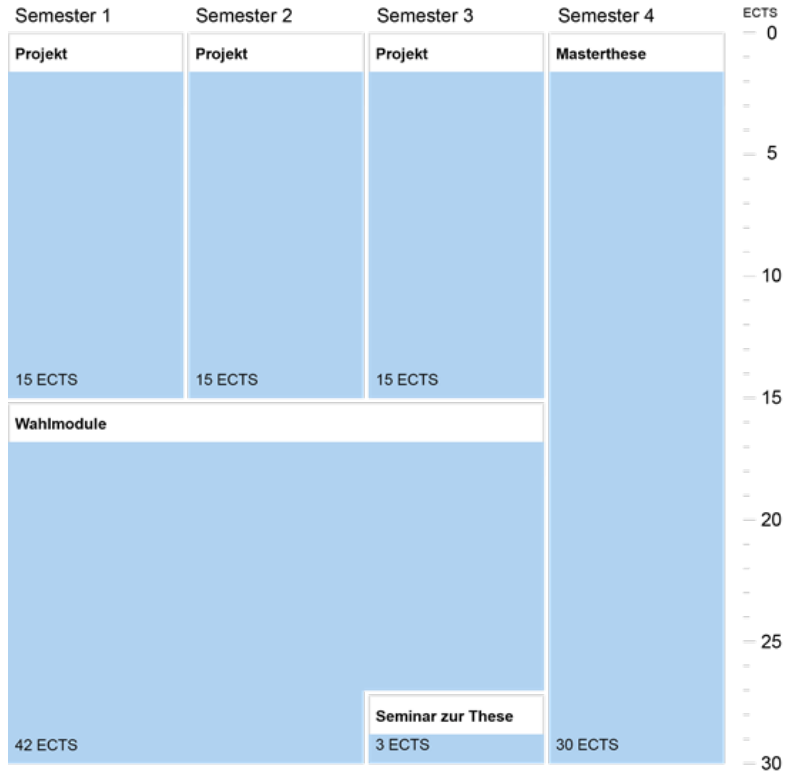 Semester 1
Semester 2
Semester 3
Semester 4
ECTS
0
Projekt
Projekt
Projekt
Masterthese
5
10
15 ECTS
15 ECTS
15 ECTS
15
Wahlmodule
20
25
Seminar zur These
42 ECTS
3 ECTS
30 ECTS
30